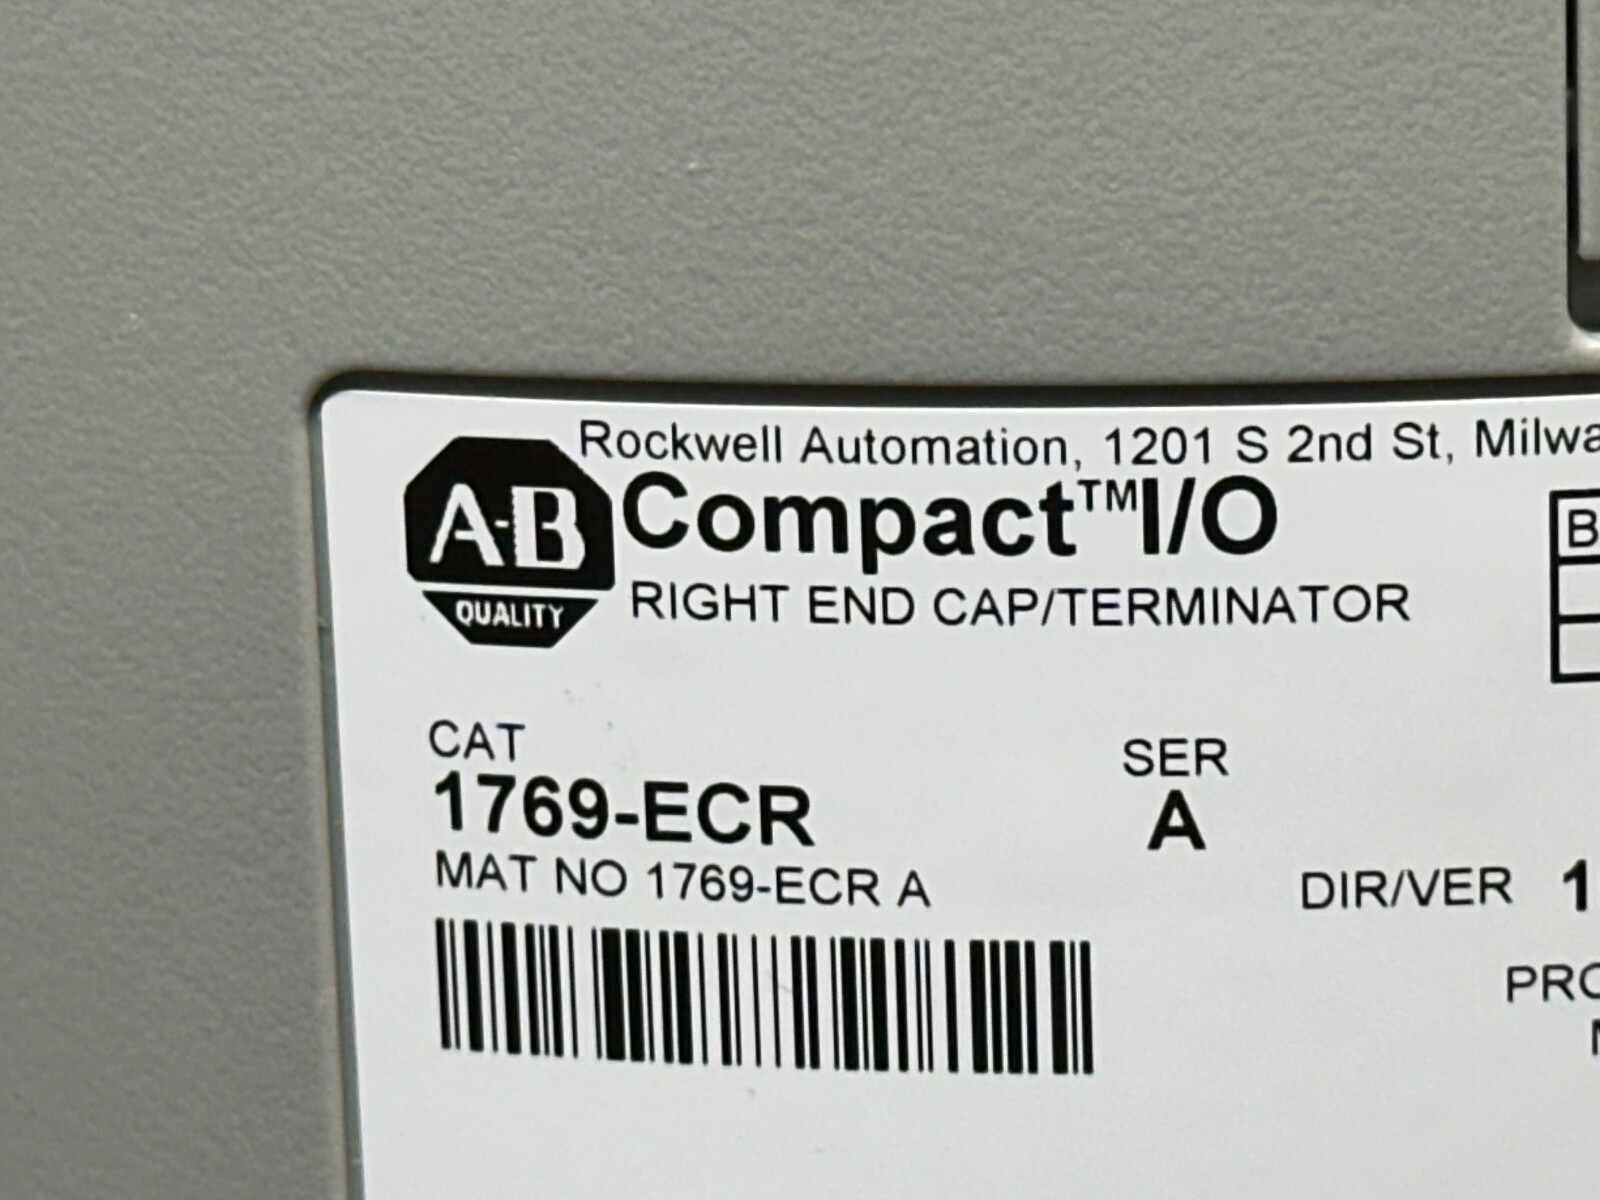 Rockwell Automation, 1201 S 2nd St, Milwa
A-B
QUALITY
Compact™ I/O
RIGHT END CAP/TERMINATOR
B
CAT
1769-ECR
SER
A
MAT NO 1769-ECR A
DIR/VER 1
PRO